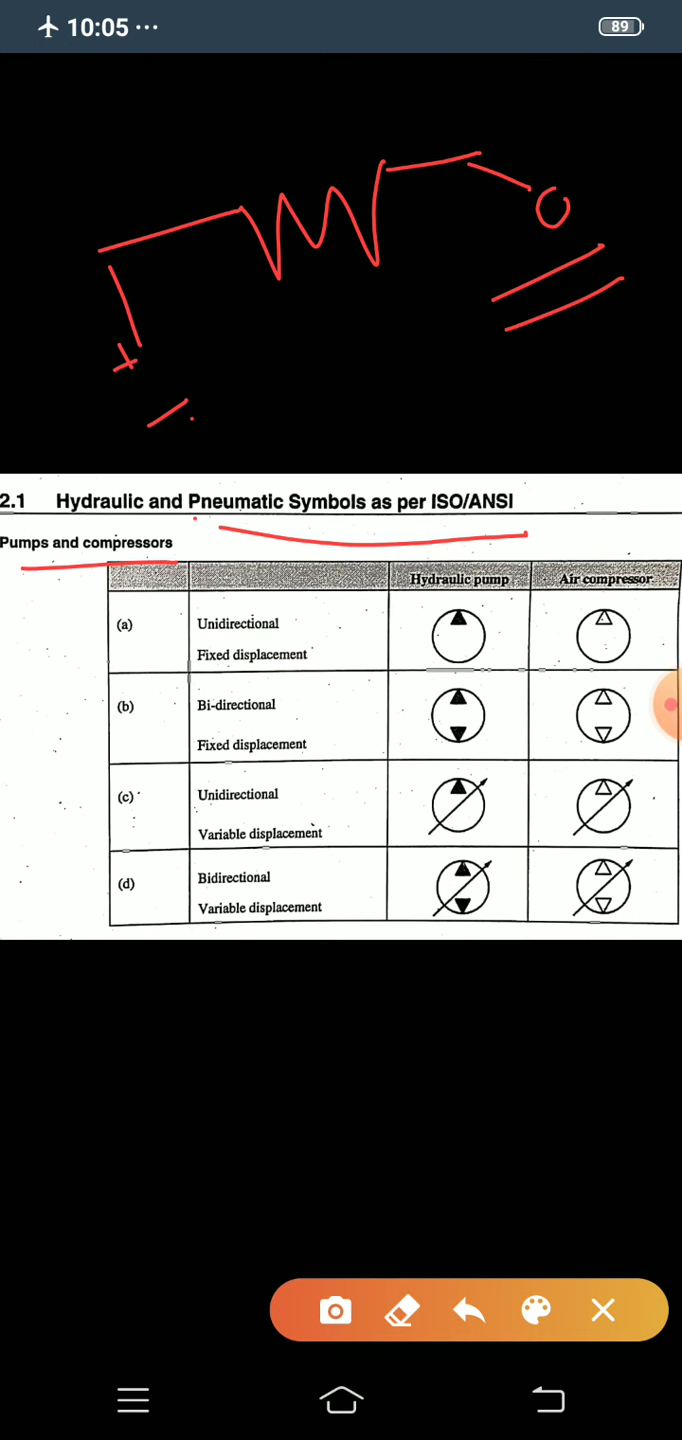 10:05 ...
89
2.1 Hydraulic and Pneumatic Symbols as per ISO/ANSI
Pumps and compressors
Hydraulic pump Air compressor
(a) Unidirectional
Fixed displacement
(b) Bi-directional
Fixed displacement
(c) Unidirectional
Variable displacement
(d) Bidirectional
Variable displacement